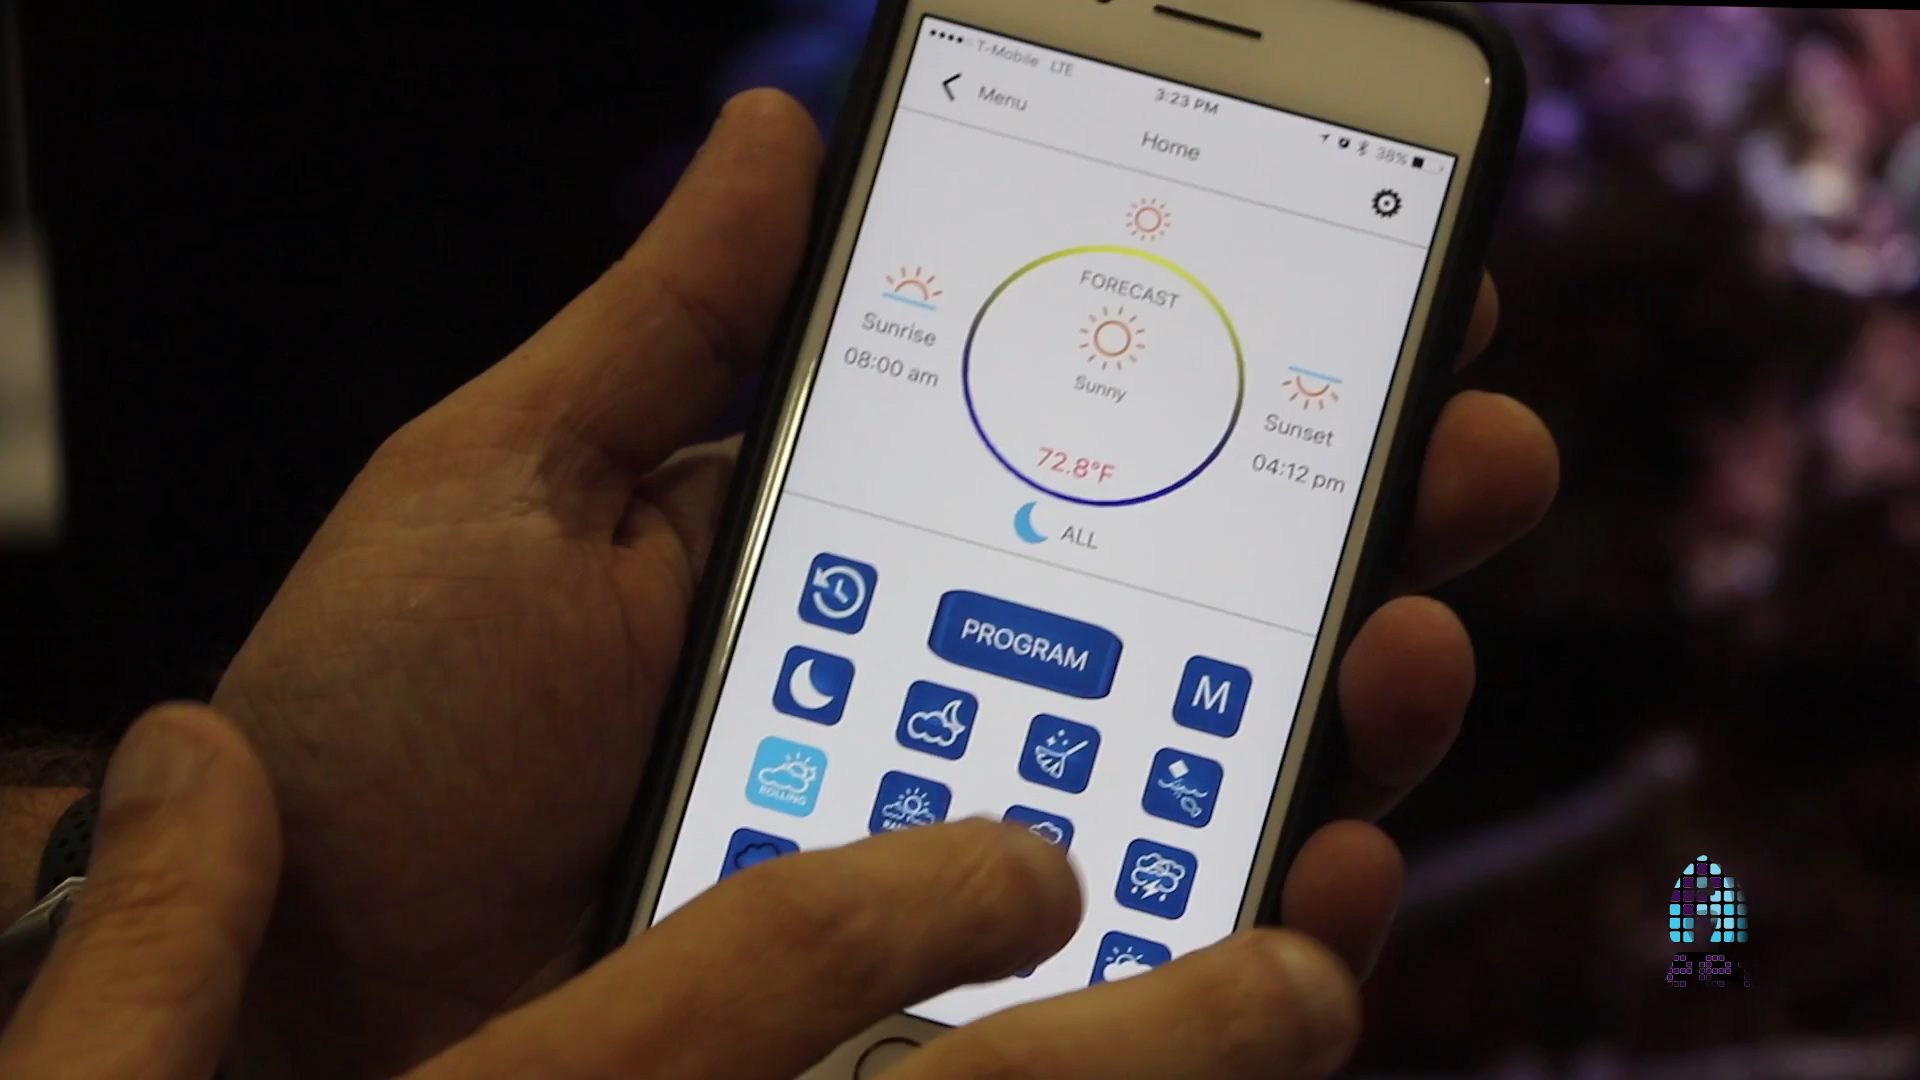 T-Mobile LTE
3:23 PM
38%
Menu
Home
FORECAST
Sunny
72.8°F
Sunrise
08:00 am
Sunset
04:12 pm
ALL
PROGRAM
M
ROLLING